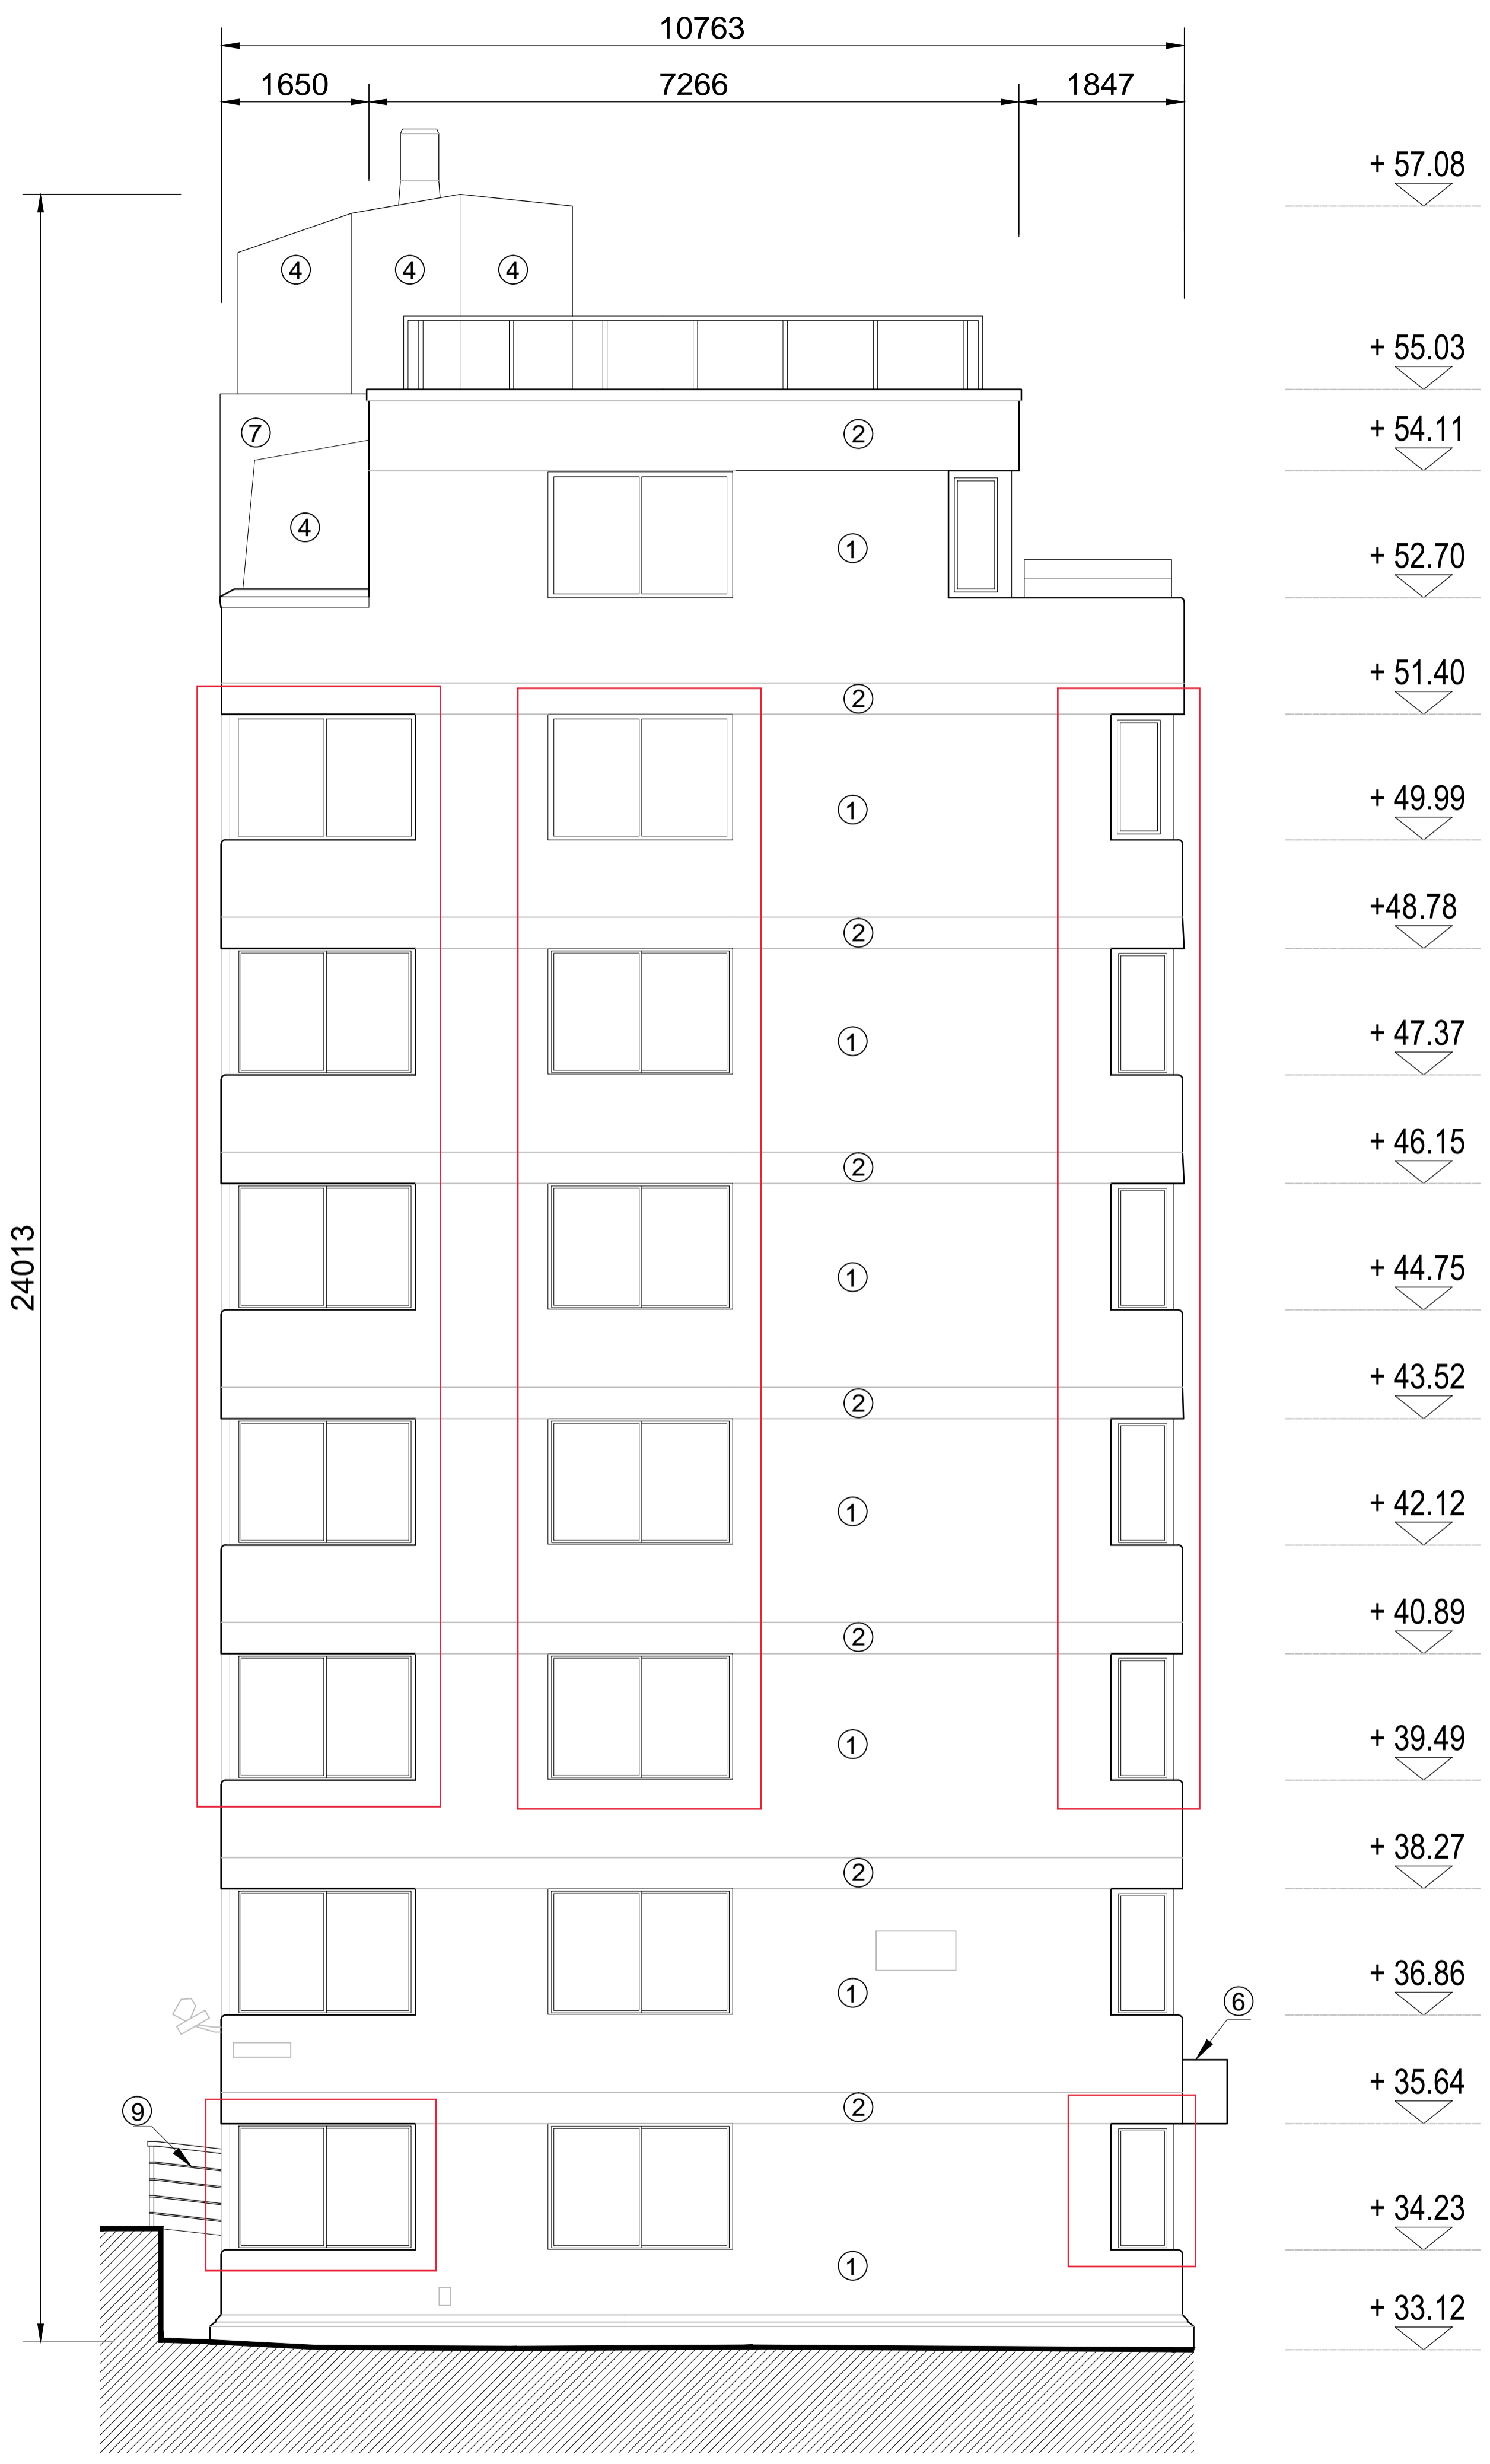 10763
1650 7266 1847
+ 57.08
④ ④ ④
+ 55.03
⑦ ② + 54.11
④ ① + 52.70
② + 51.40
① + 49.99
② +48.78
① + 47.37
② + 46.15
24013
① + 44.75
② + 43.52
① + 42.12
② + 40.89
① + 39.49
② + 38.27
① ⑥ + 36.86
⑨ ② + 35.64
① + 34.23
+ 33.12